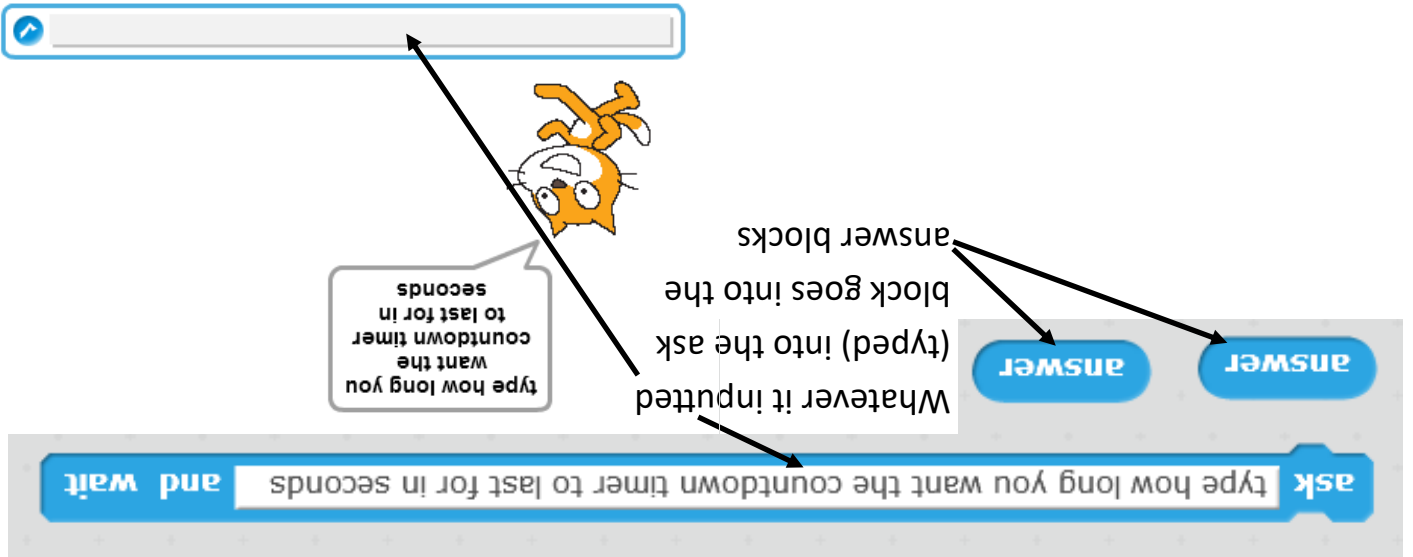 ask type how long you want the countdown timer to last for in seconds and wait
answer
answer
Whatever it inputted
(typed) into the ask
block goes into the
answer blocks
type how long you
want the
countdown timer
to last for in
seconds